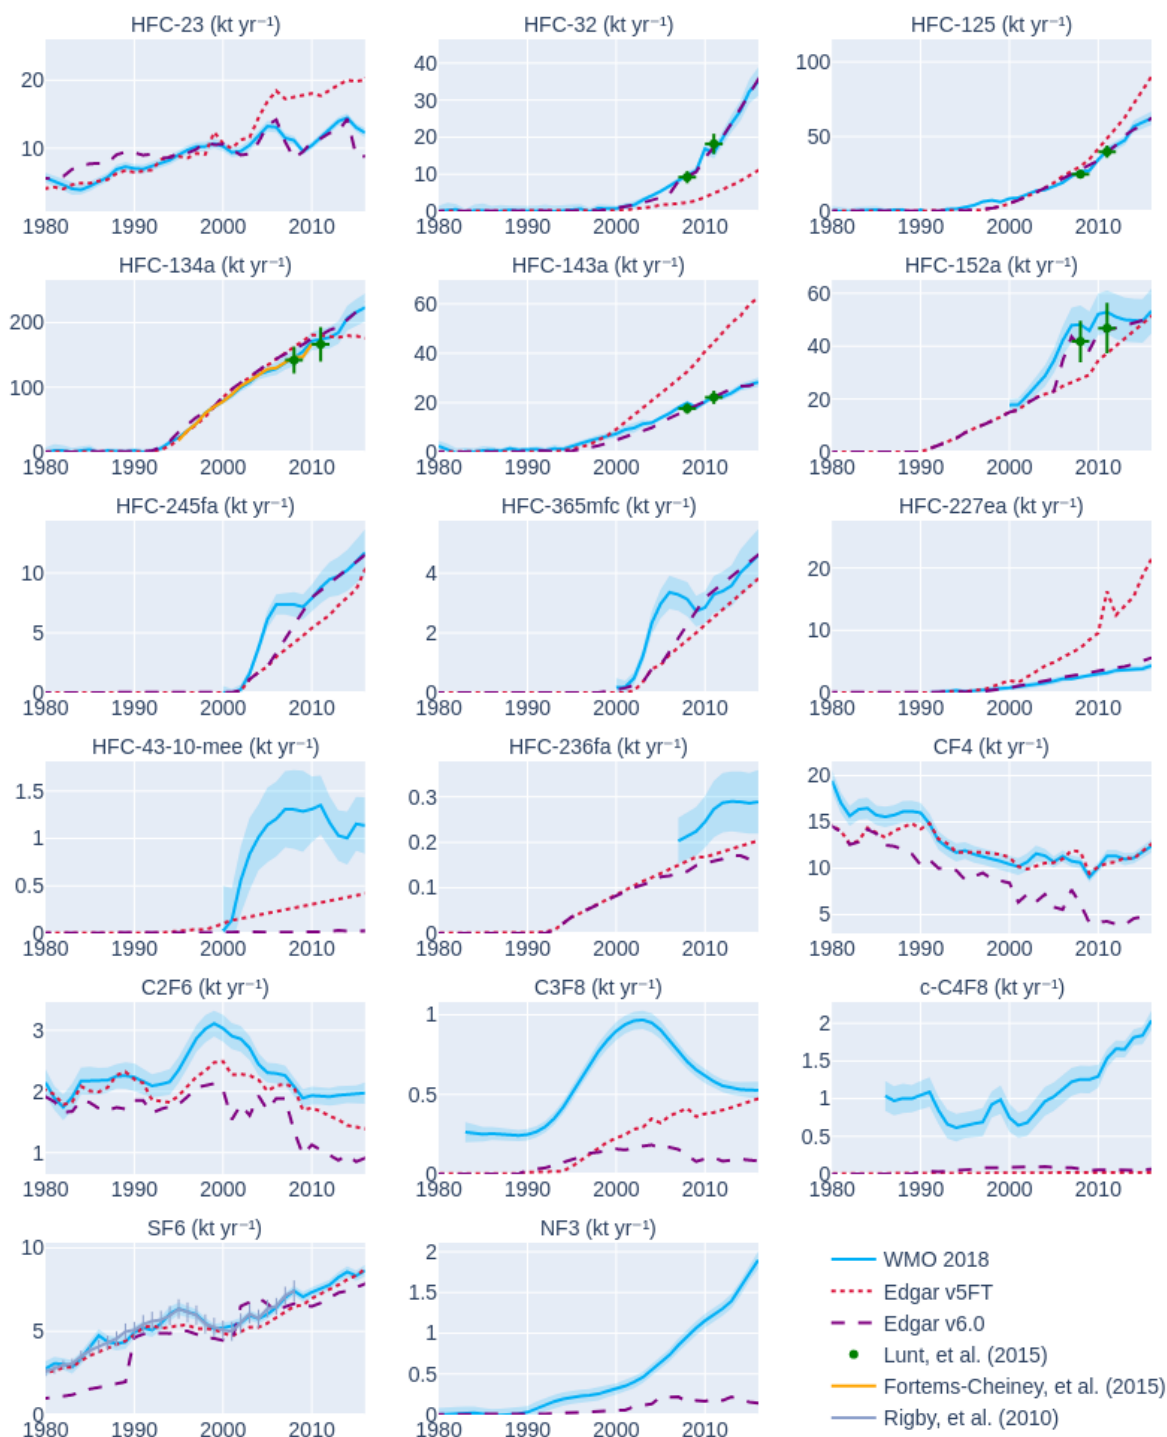 HFC-23 (kt yr⁻¹) HFC-32 (kt yr⁻¹) HFC-125 (kt yr⁻¹)
20
10
1980 1990 2000 2010
40
30
20
10
0
1980 1990 2000 2010
100
50
0
1980 1990 2000 2010
HFC-134a (kt yr⁻¹) HFC-143a (kt yr⁻¹) HFC-152a (kt yr⁻¹)
200
100
0
1980 1990 2000 2010
60
40
20
0
1980 1990 2000 2010
60
40
20
0
1980 1990 2000 2010
HFC-245fa (kt yr⁻¹) HFC-365mfc (kt yr⁻¹) HFC-227ea (kt yr⁻¹)
10
5
0
1980 1990 2000 2010
4
2
0
1980 1990 2000 2010
20
10
0
1980 1990 2000 2010
HFC-43-10-mee (kt yr⁻¹) HFC-236fa (kt yr⁻¹) CF4 (kt yr⁻¹)
1.5
1
0.5
0
1980 1990 2000 2010
0.3
0.2
0.1
0
1980 1990 2000 2010
20
15
10
5
1980 1990 2000 2010
C2F6 (kt yr⁻¹) C3F8 (kt yr⁻¹) c-C4F8 (kt yr⁻¹)
3
2
1
1980 1990 2000 2010
1
0.5
0
1980 1990 2000 2010
2
1.5
1
0.5
0
1980 1990 2000 2010
SF6 (kt yr⁻¹) NF3 (kt yr⁻¹)
10
5
0
1980 1990 2000 2010
2
1.5
1
0.5
0
1980 1990 2000 2010
WMO 2018
Edgar v5FT
Edgar v6.0
Lunt, et al. (2015)
Fortems-Cheiney, et al. (2015)
Rigby, et al. (2010)